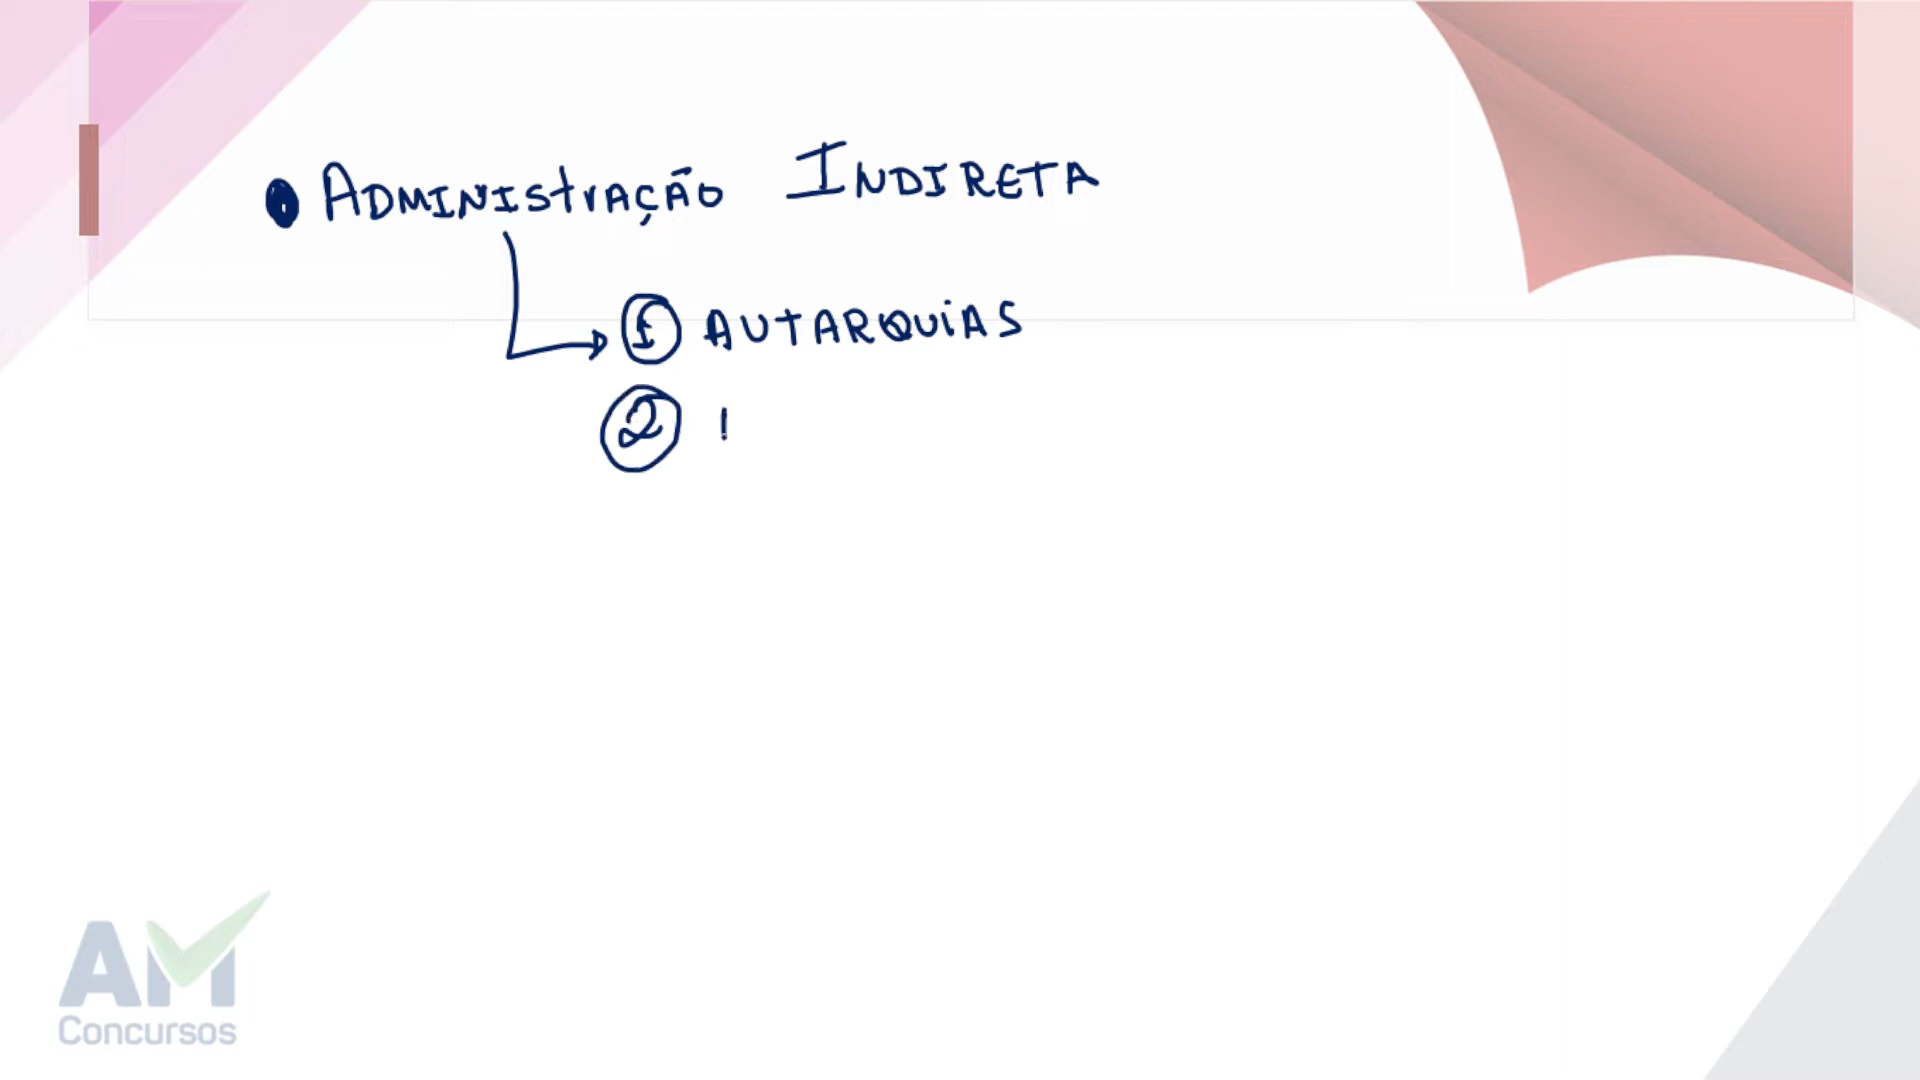 • ADMINIStrAÇÃO INDIRETA
① AUTARQUiAS
②
AM
Concursos